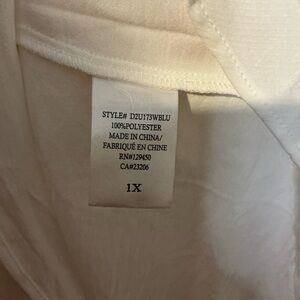 STYLE# D2U173WBLU
100%POLYESTER
MADE IN CHINA/
FABRIQUÉ EN CHINE
RN#129450
CA#23206
1X